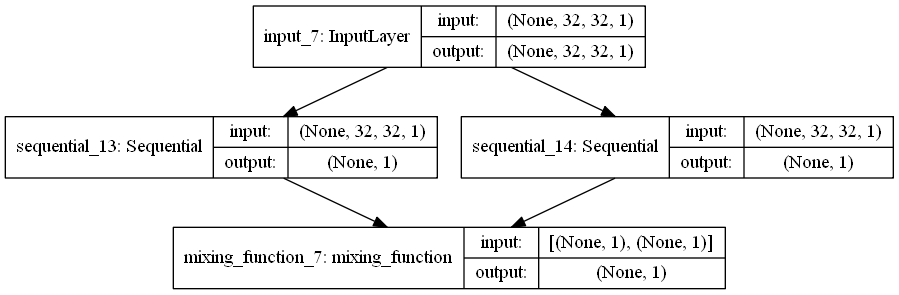 input_7: InputLayer
input: (None, 32, 32, 1)
output: (None, 32, 32, 1)
sequential_13: Sequential
input: (None, 32, 32, 1)
output: (None, 1)
sequential_14: Sequential
input: (None, 32, 32, 1)
output: (None, 1)
mixing_function_7: mixing_function
input: [(None, 1), (None, 1)]
output: (None, 1)